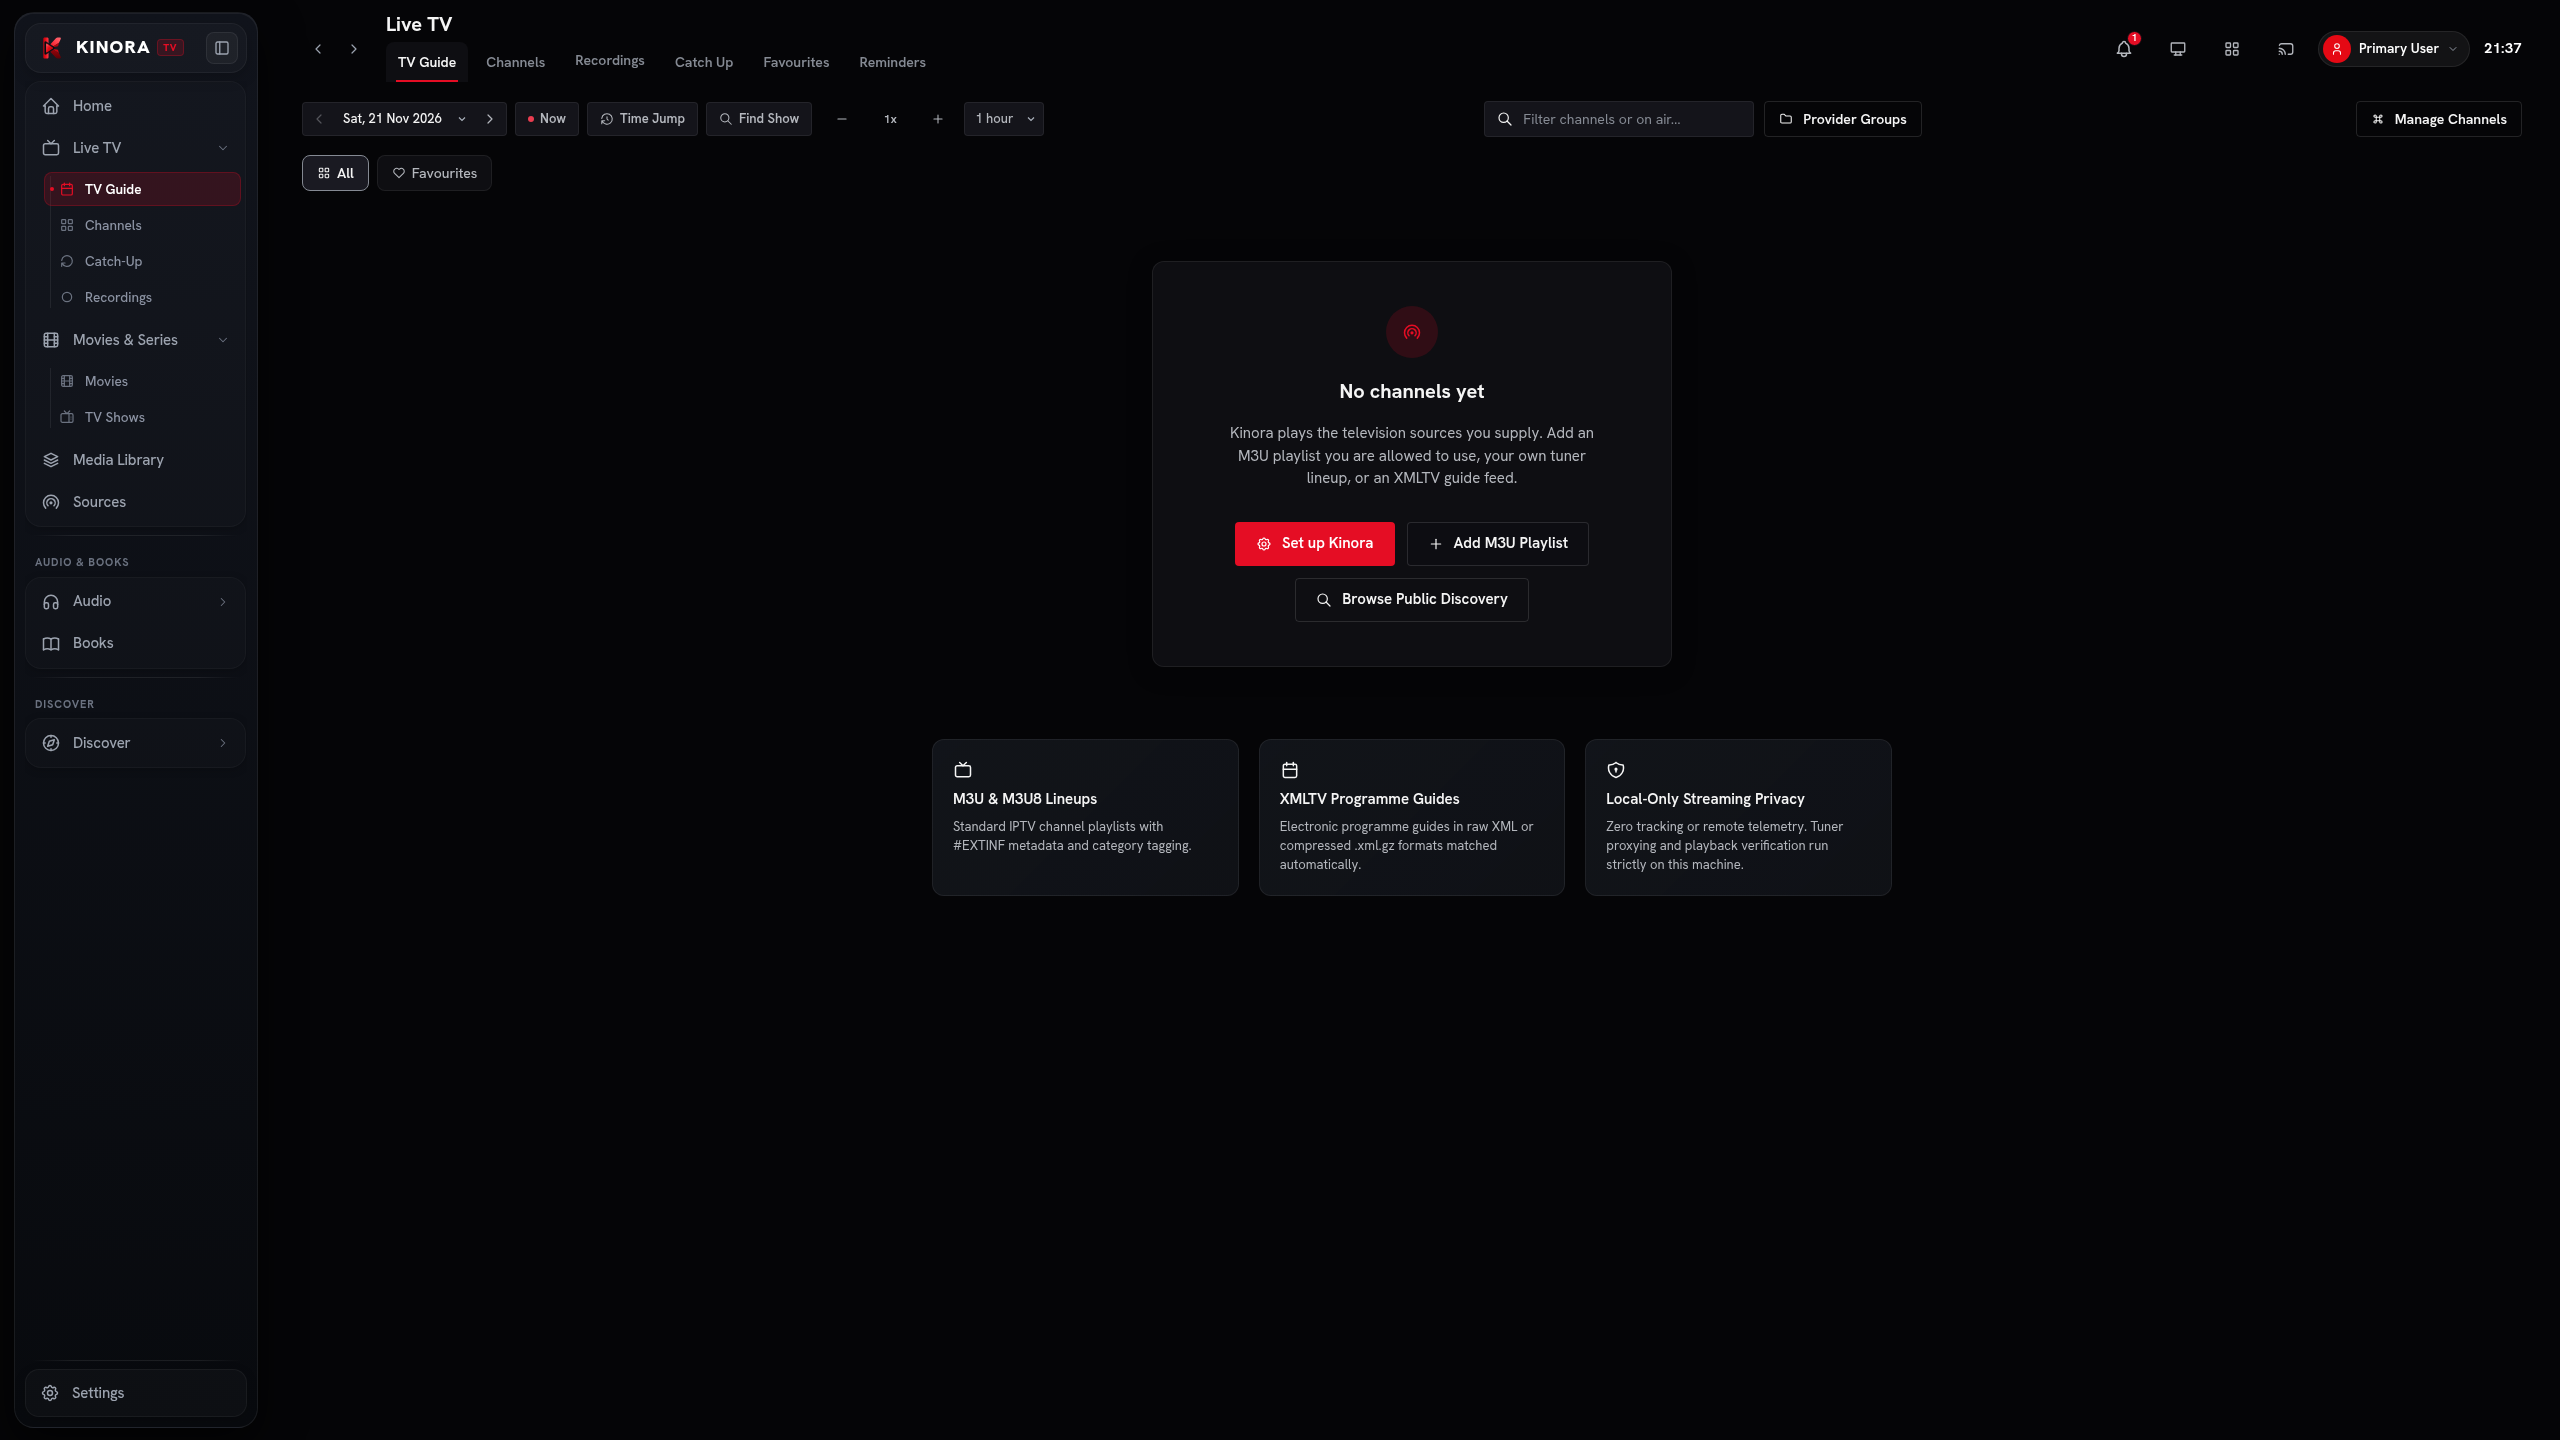 KINORA TV
Home
Live TV
TV Guide
Channels
Catch-Up
Recordings
Movies & Series
Movies
TV Shows
Media Library
Sources
AUDIO & BOOKS
Audio
Books
DISCOVER
Discover
Settings
Live TV
TV Guide Channels Recordings Catch Up Favourites Reminders
1
Primary User
21:37
Sat, 21 Nov 2026 Now Time Jump Find Show 1x 1 hour
Filter channels or on air... Provider Groups Manage Channels
All Favourites
No channels yet
Kinora plays the television sources you supply. Add an
M3U playlist you are allowed to use, your own tuner
lineup, or an XMLTV guide feed.
Set up Kinora Add M3U Playlist
Browse Public Discovery
M3U & M3U8 Lineups
Standard IPTV channel playlists with
#EXTINF metadata and category tagging.
XMLTV Programme Guides
Electronic programme guides in raw XML or
compressed .xml.gz formats matched
automatically.
Local-Only Streaming Privacy
Zero tracking or remote telemetry. Tuner
proxying and playback verification run
strictly on this machine.